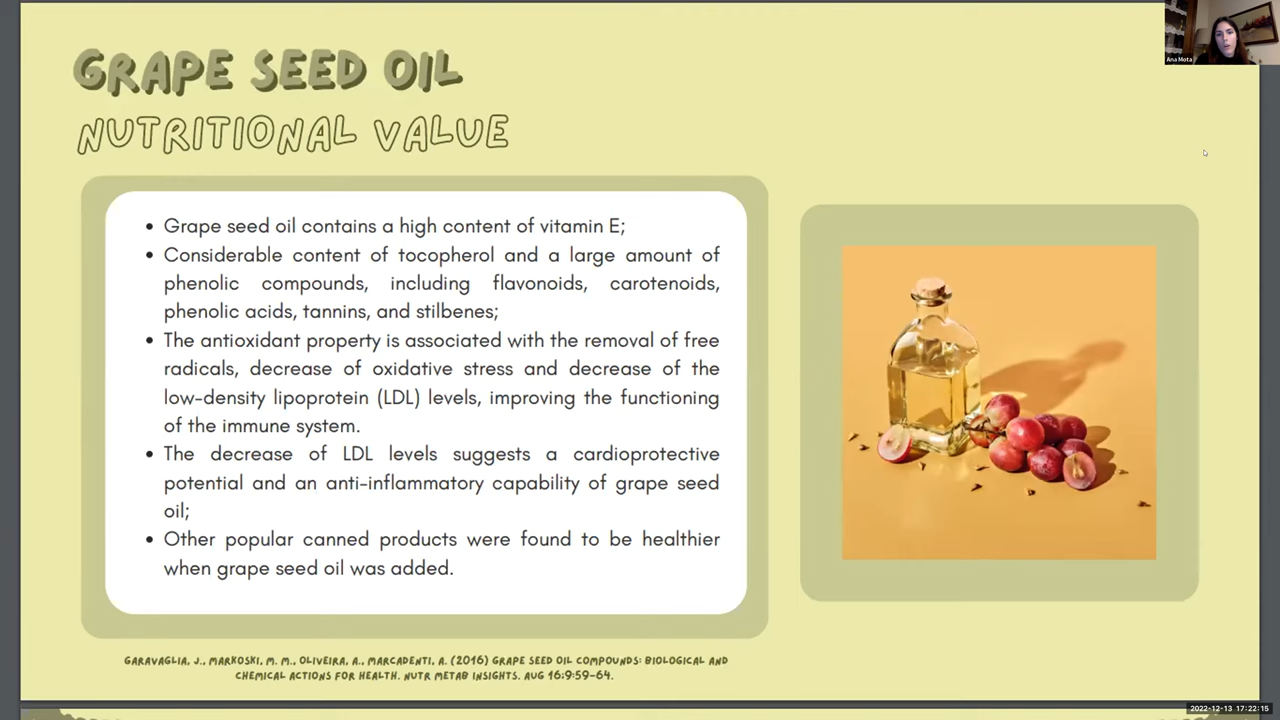 GRAPE SEED OIL
NUTRITIONAL VALUE
Ana Mota
• Grape seed oil contains a high content of vitamin E;
• Considerable content of tocopherol and a large amount of
phenolic compounds, including flavonoids, carotenoids,
phenolic acids, tannins, and stilbenes;
• The antioxidant property is associated with the removal of free
radicals, decrease of oxidative stress and decrease of the
low-density lipoprotein (LDL) levels, improving the functioning
of the immune system.
• The decrease of LDL levels suggests a cardioprotective
potential and an anti-inflammatory capability of grape seed
oil;
• Other popular canned products were found to be healthier
when grape seed oil was added.
GARAVAGLIA, J., MARKOSKI, M. M., OLIVEIRA, A., MARCADENTI, A. (2016) GRAPE SEED OIL COMPOUNDS: BIOLOGICAL AND
CHEMICAL ACTIONS FOR HEALTH. NUTR METAB INSIGHTS. AUG 16;9:59-64.
2022-12-13 17:22:15